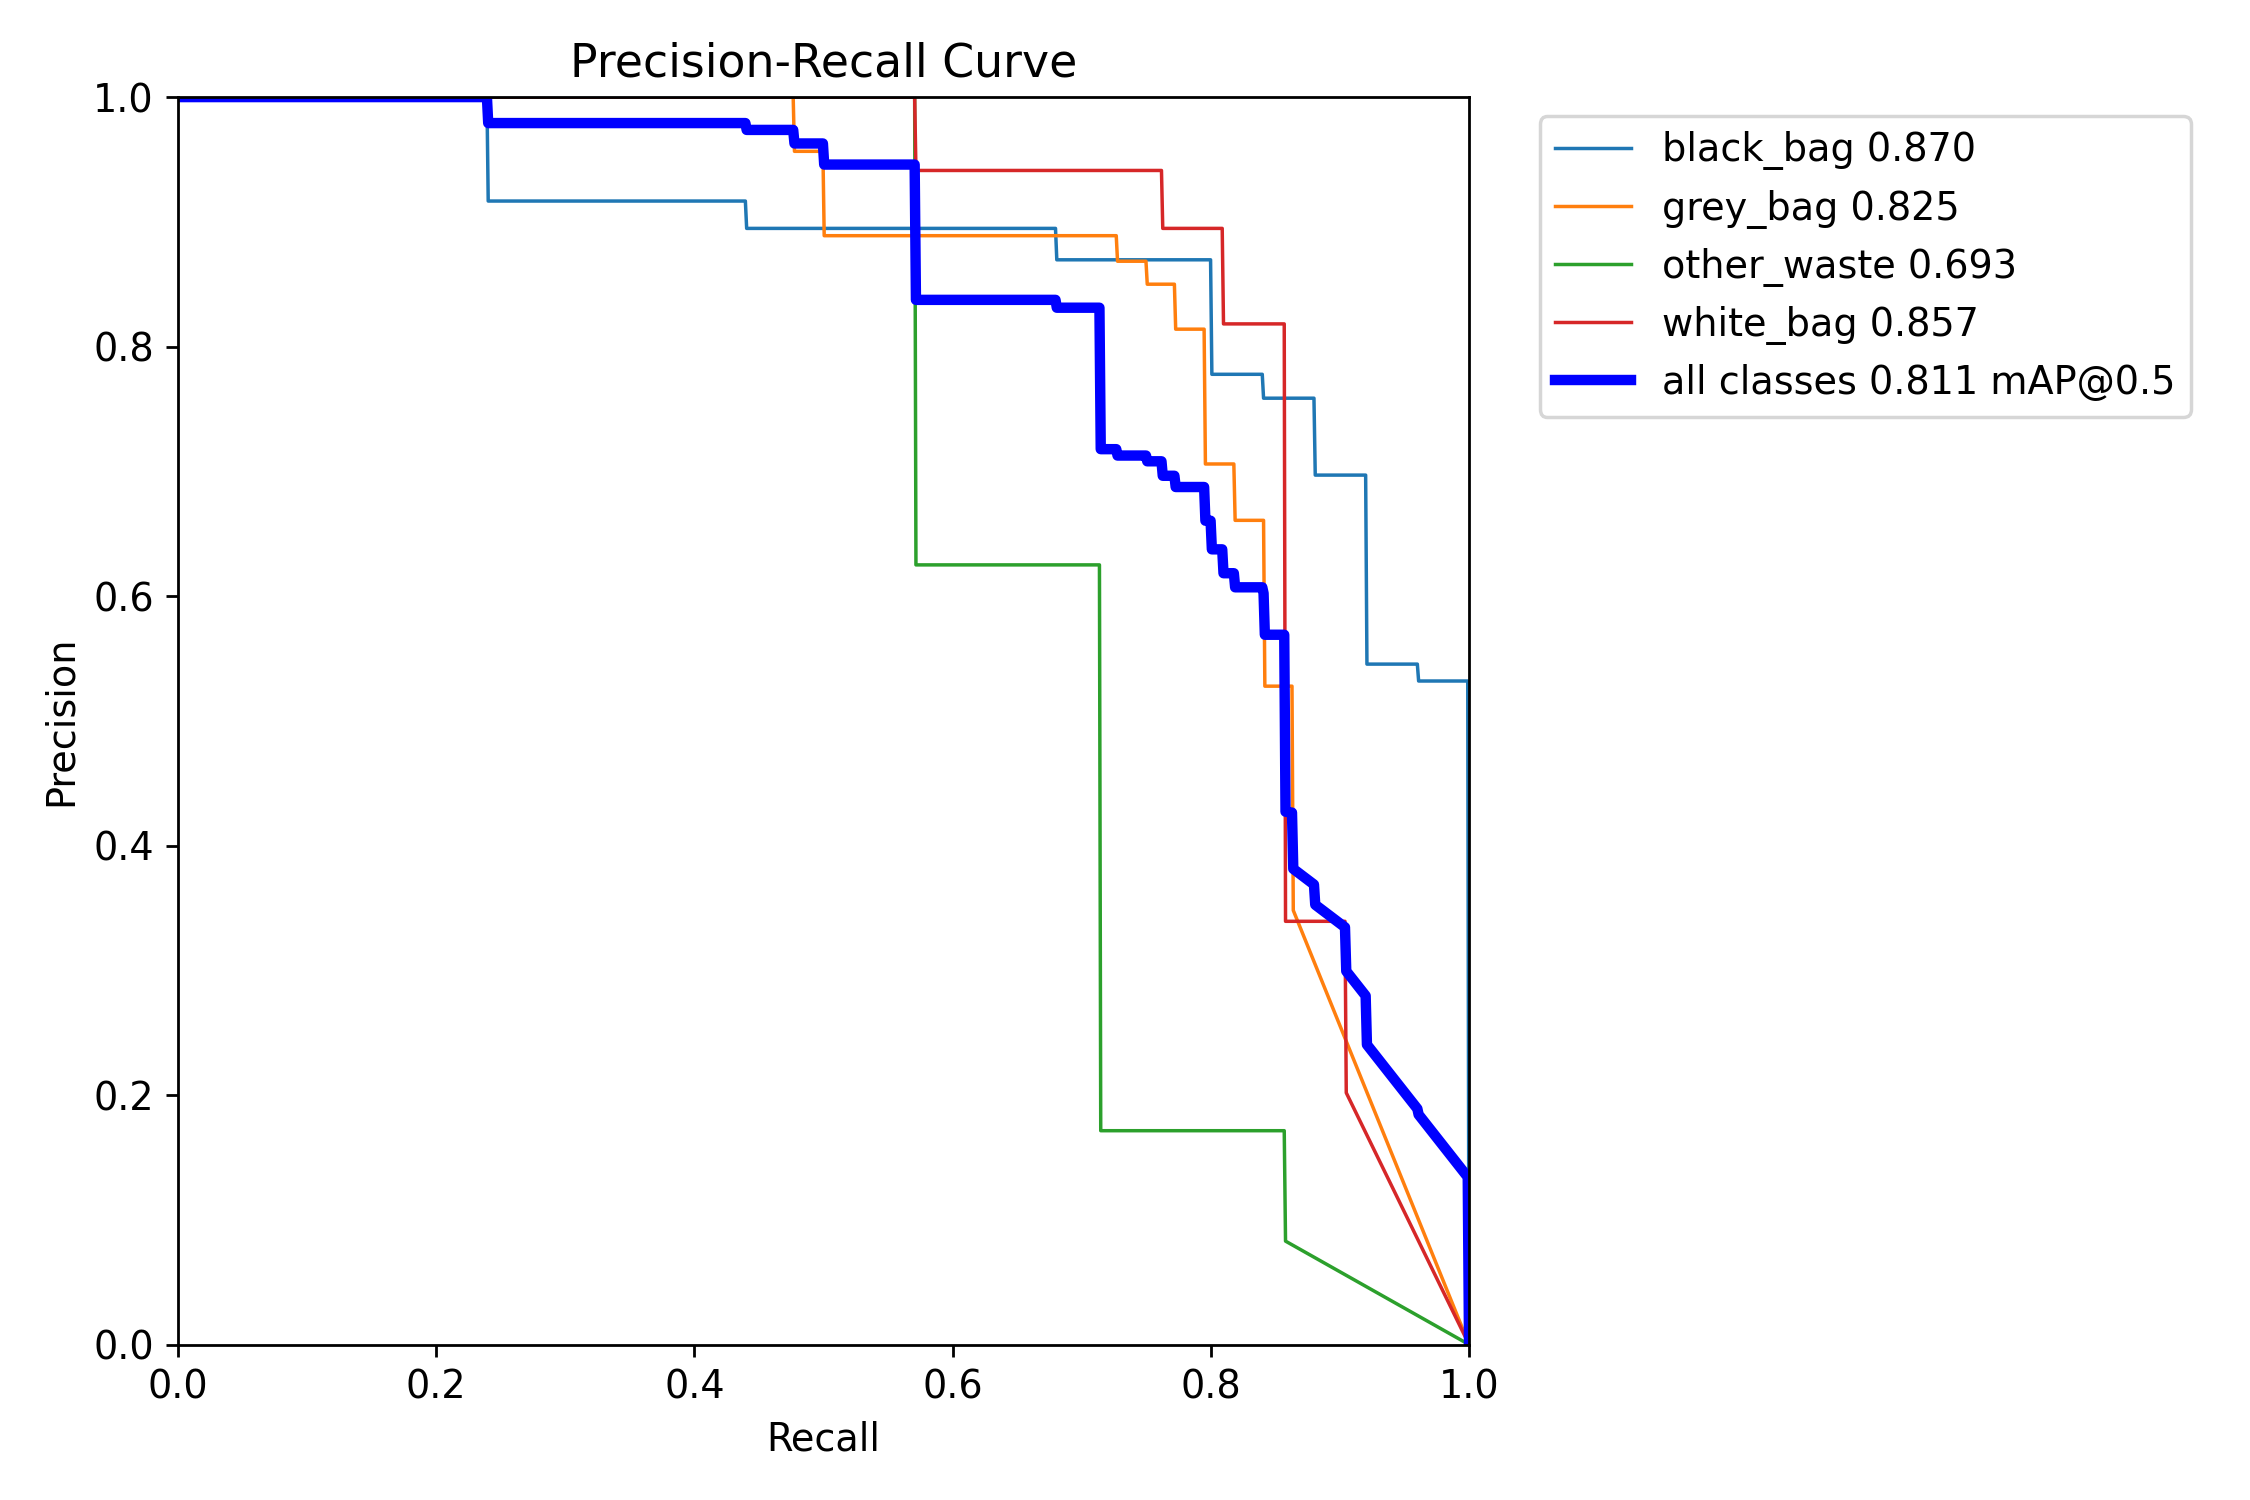 Precision-Recall Curve
1.0
0.8
0.6
0.4
0.2
0.0
Precision
0.0 0.2 0.4 0.6 0.8 1.0
Recall
black_bag 0.870
grey_bag 0.825
other_waste 0.693
white_bag 0.857
all classes 0.811 mAP@0.5